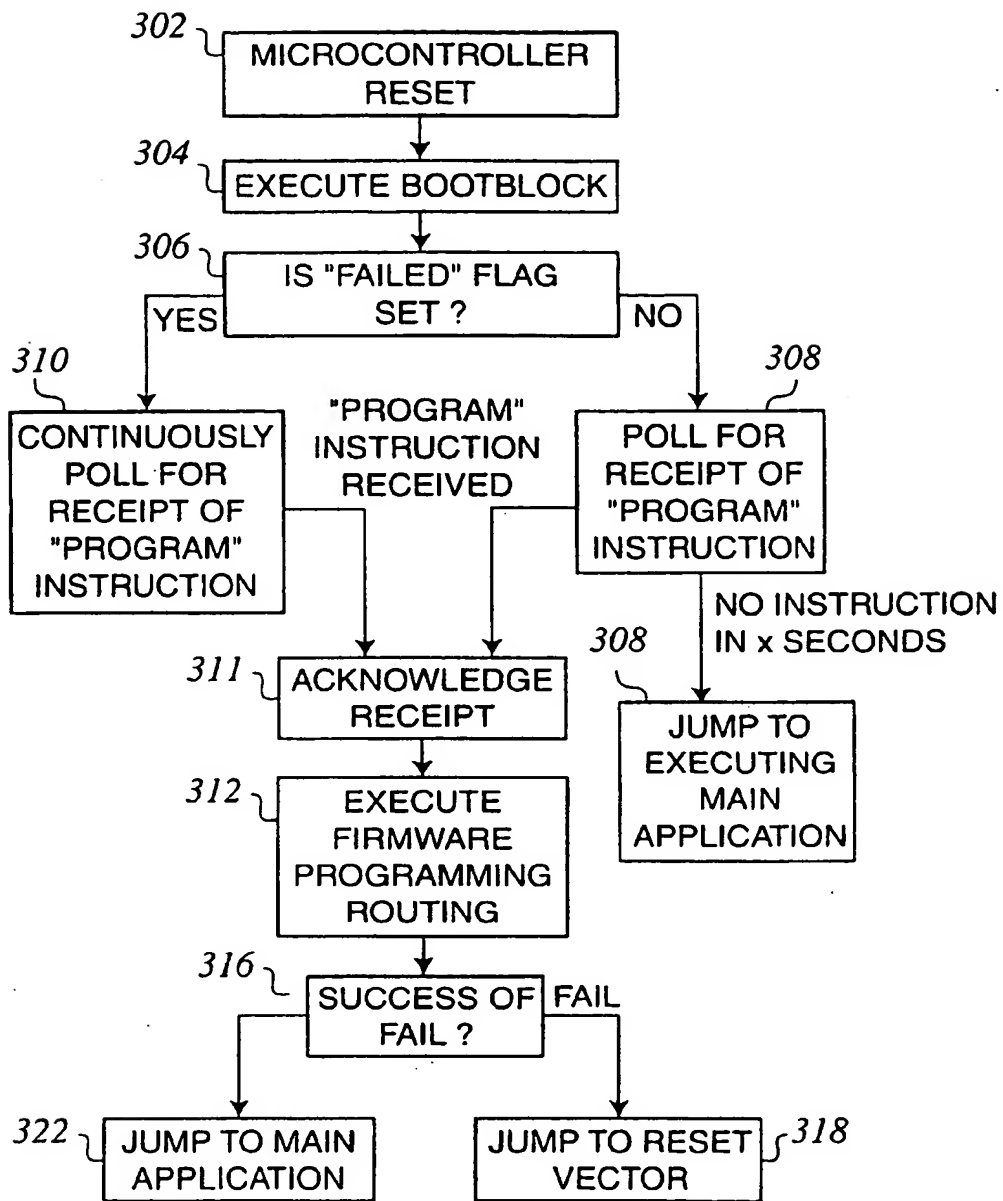 302
MICROCONTROLLER
RESET
304
EXECUTE BOOTBLOCK
306
IS "FAILED" FLAG
SET ?
YES
NO
310
CONTINUOUSLY
POLL FOR
RECEIPT OF
"PROGRAM"
INSTRUCTION
"PROGRAM"
INSTRUCTION
RECEIVED
308
POLL FOR
RECEIPT OF
"PROGRAM"
INSTRUCTION
NO INSTRUCTION
IN x SECONDS
308
JUMP TO
EXECUTING
MAIN
APPLICATION
311
ACKNOWLEDGE
RECEIPT
312
EXECUTE
FIRMWARE
PROGRAMMING
ROUTING
316
SUCCESS OF
FAIL ?
FAIL
322
JUMP TO MAIN
APPLICATION
JUMP TO RESET
VECTOR
318